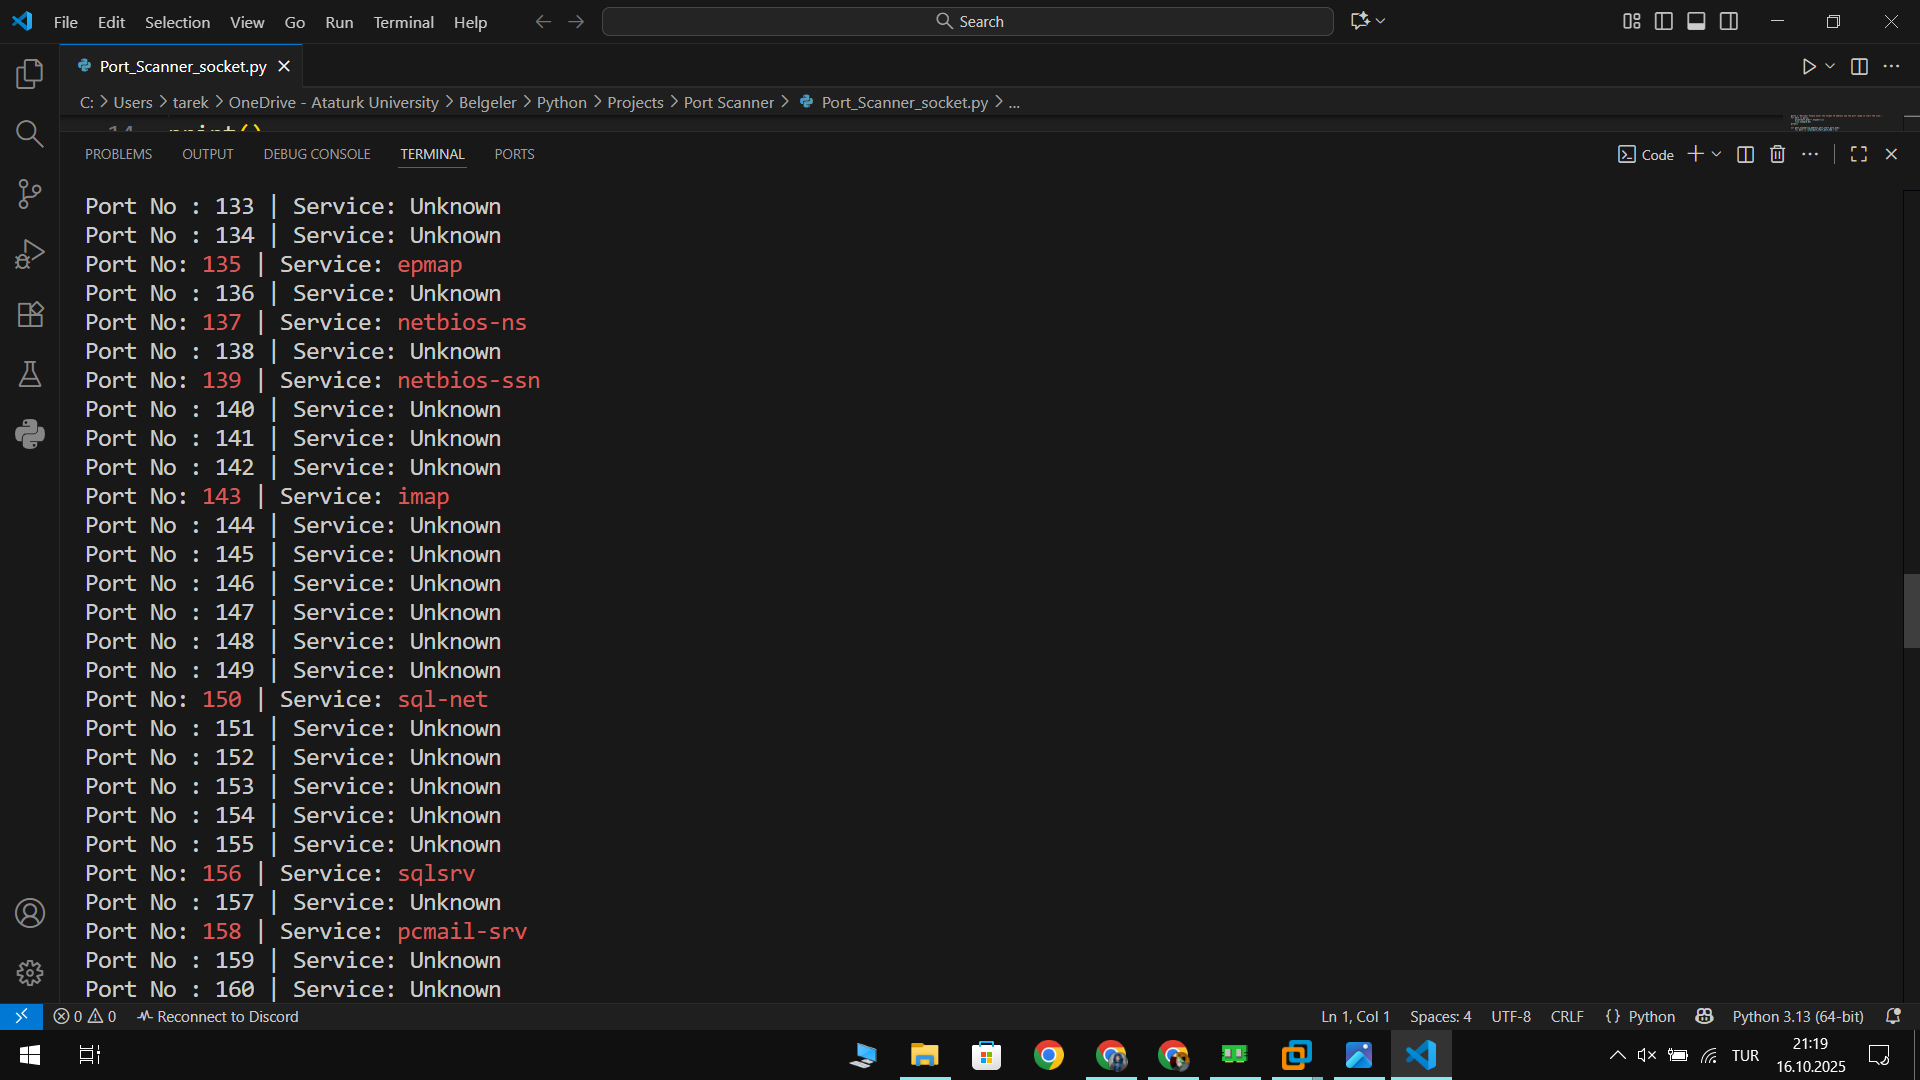 File Edit Selection View Go Run Terminal Help Search
Port_Scanner_socket.py
C: > Users > tarek > OneDrive - Ataturk University > Belgeler > Python > Projects > Port Scanner > Port_Scanner_socket.py > ...
14 print()
PROBLEMS OUTPUT DEBUG CONSOLE TERMINAL PORTS Code
Port No : 133 | Service: Unknown
Port No : 134 | Service: Unknown
Port No: 135 | Service: epmap
Port No : 136 | Service: Unknown
Port No: 137 | Service: netbios-ns
Port No : 138 | Service: Unknown
Port No: 139 | Service: netbios-ssn
Port No : 140 | Service: Unknown
Port No : 141 | Service: Unknown
Port No : 142 | Service: Unknown
Port No: 143 | Service: imap
Port No : 144 | Service: Unknown
Port No : 145 | Service: Unknown
Port No : 146 | Service: Unknown
Port No : 147 | Service: Unknown
Port No : 148 | Service: Unknown
Port No : 149 | Service: Unknown
Port No: 150 | Service: sql-net
Port No : 151 | Service: Unknown
Port No : 152 | Service: Unknown
Port No : 153 | Service: Unknown
Port No : 154 | Service: Unknown
Port No : 155 | Service: Unknown
Port No: 156 | Service: sqlsrv
Port No : 157 | Service: Unknown
Port No: 158 | Service: pcmail-srv
Port No : 159 | Service: Unknown
Port No : 160 | Service: Unknown
0 0 Reconnect to Discord Ln 1, Col 1 Spaces: 4 UTF-8 CRLF {} Python Python 3.13 (64-bit)
TUR 21:19
16.10.2025